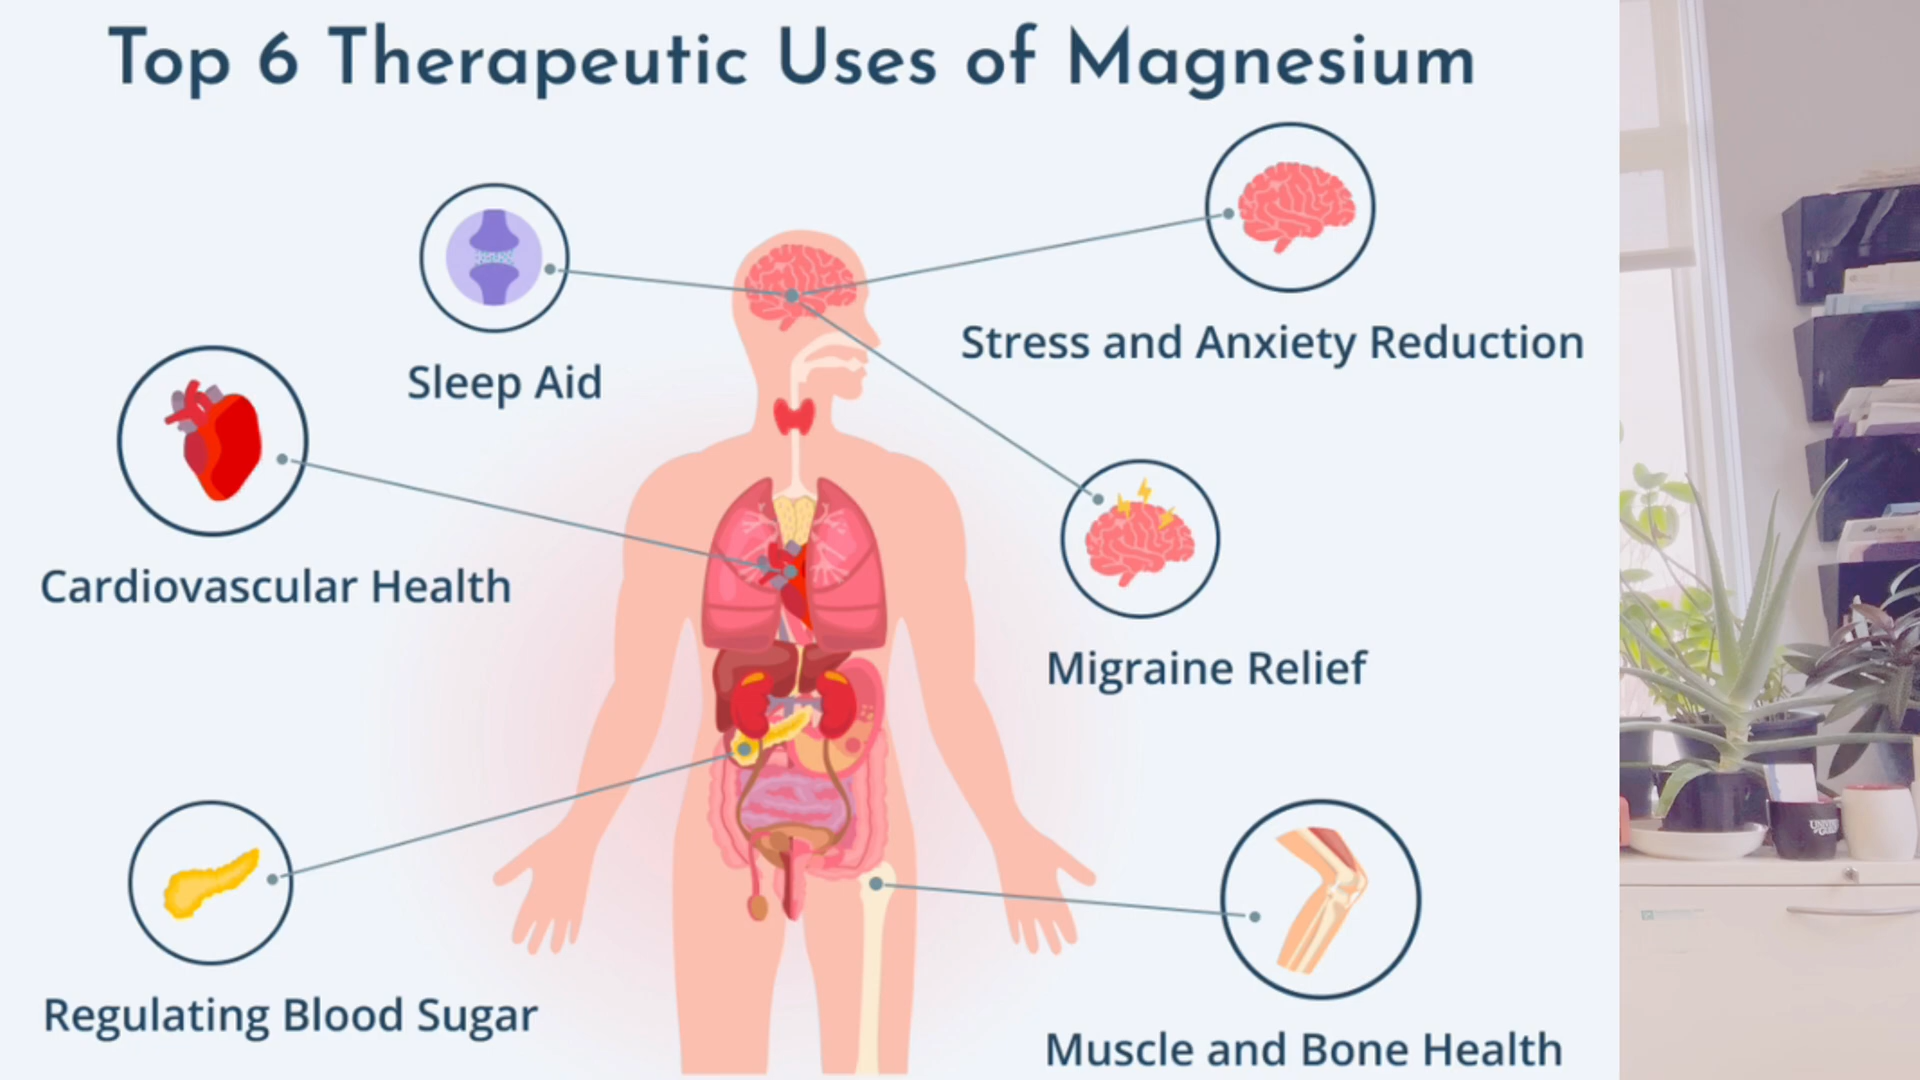 Top 6 Therapeutic Uses of Magnesium
Sleep Aid
Stress and Anxiety Reduction
Cardiovascular Health
Migraine Relief
Regulating Blood Sugar
Muscle and Bone Health